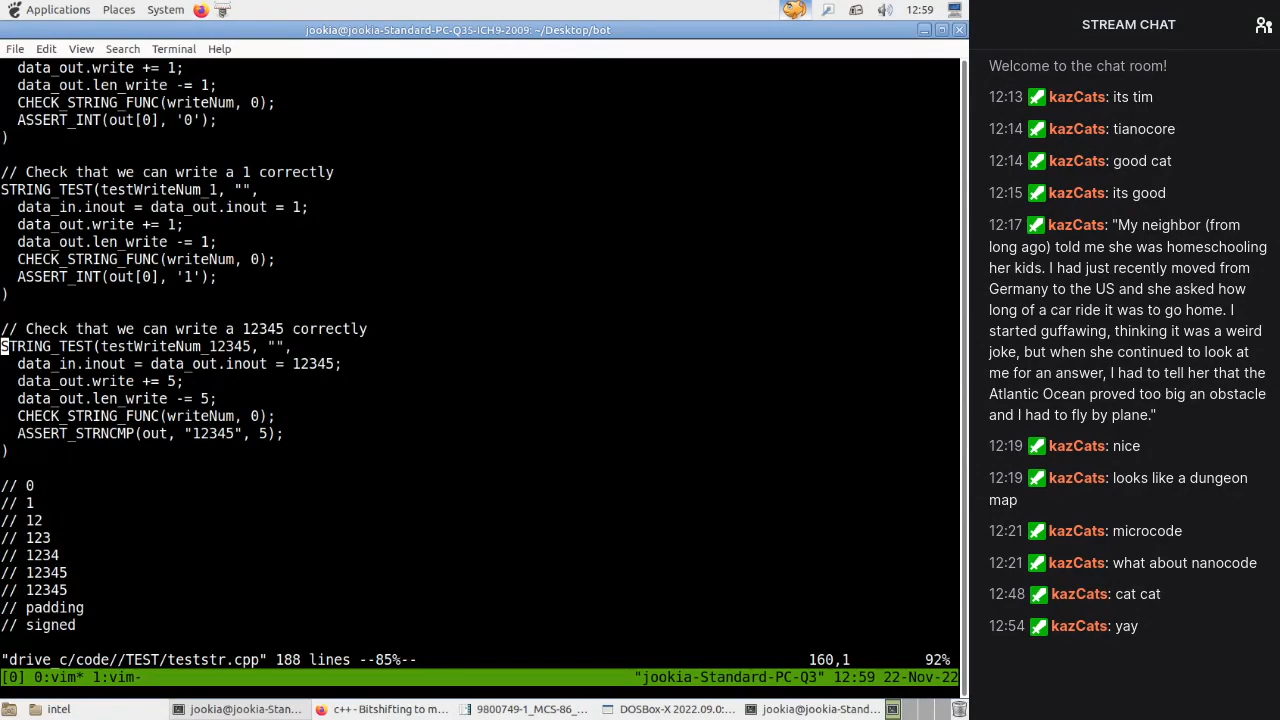 Applications Places System 12:59
jookia@jookia-Standard-PC-Q35-ICH9-2009: ~/Desktop/bot
File Edit View Search Terminal Help
data_out.write += 1;
data_out.len_write -= 1;
CHECK_STRING_FUNC(writeNum, 0);
ASSERT_INT(out[0], '0');
)
// Check that we can write a 1 correctly
STRING_TEST(testWriteNum_1, "",
data_in.inout = data_out.inout = 1;
data_out.write += 1;
data_out.len_write -= 1;
CHECK_STRING_FUNC(writeNum, 0);
ASSERT_INT(out[0], '1');
)
// Check that we can write a 12345 correctly
STRING_TEST(testWriteNum_12345, "",
data_in.inout = data_out.inout = 12345;
data_out.write += 5;
data_out.len_write -= 5;
CHECK_STRING_FUNC(writeNum, 0);
ASSERT_STRNCMP(out, "12345", 5);
)
// 0
// 1
// 12
// 123
// 1234
// 12345
// 12345
// padding
// signed
"drive_c/code//TEST/teststr.cpp" 188 lines --85%-- 160,1 92%
[0] 0:vim* 1:vim- "jookia-Standard-PC-Q3" 12:59 22-Nov-22
intel jookia@jookia-Stan... c++ - Bitshifting to m... 9800749-1_MCS-86_... DOSBox-X 2022.09.0:... jookia@jookia-Stand...
STREAM CHAT
Welcome to the chat room!
12:13 kazCats: its tim
12:14 kazCats: tianocore
12:14 kazCats: good cat
12:15 kazCats: its good
12:17 kazCats: "My neighbor (from
long ago) told me she was homeschooling
her kids. I had just recently moved from
Germany to the US and she asked how
long of a car ride it was to go home. I
started guffawing, thinking it was a weird
joke, but when she continued to look at
me for an answer, I had to tell her that the
Atlantic Ocean proved too big an obstacle
and I had to fly by plane."
12:19 kazCats: nice
12:19 kazCats: looks like a dungeon
map
12:21 kazCats: microcode
12:21 kazCats: what about nanocode
12:48 kazCats: cat cat
12:54 kazCats: yay